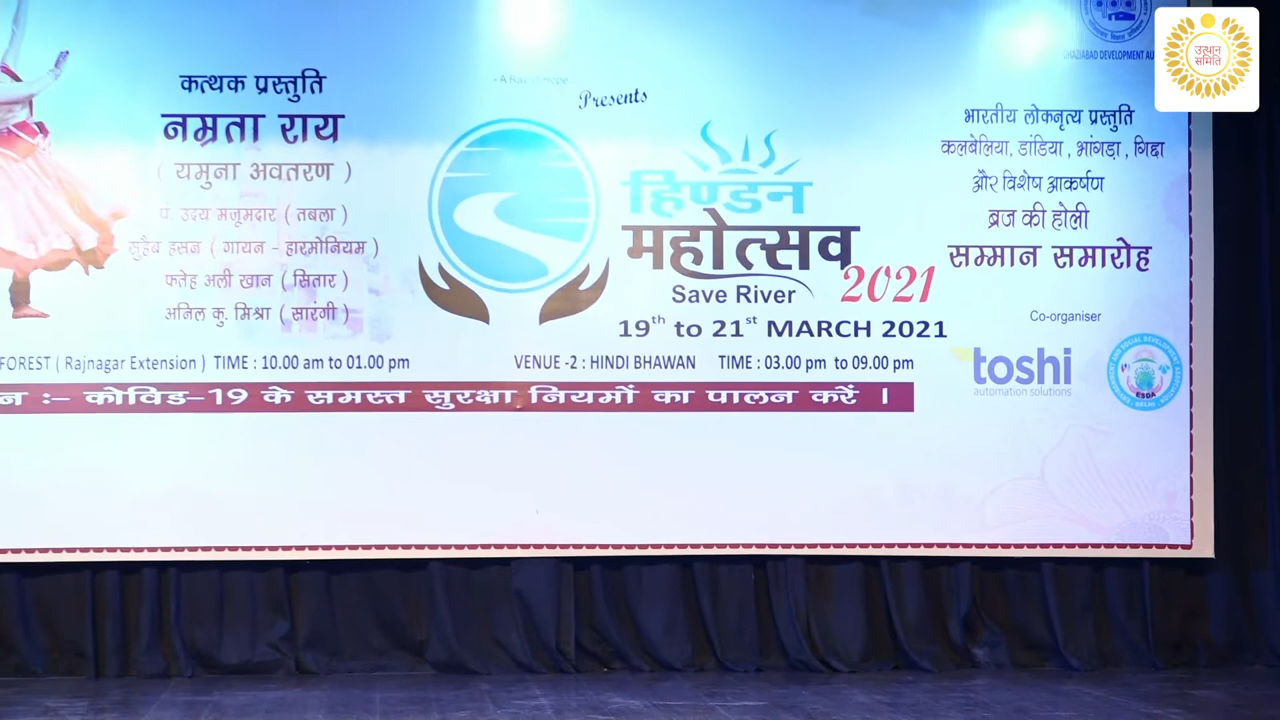 कत्थक प्रस्तुति
नम्रता राय
( यमुना अवतरण )
पं. उदय मजूमदार ( तबला )
सुहैब हसन ( गायन - हारमोनियम )
फतेह अली खान ( सितार )
अनिल कु. मिश्रा ( सारंगी )
- A Ray of Hope
Presents
हिण्डन
महोत्सव
2021
Save River
19th to 21st MARCH 2021
GHAZIABAD DEVELOPMENT AU
उत्थान
समिति
भारतीय लोकनृत्य प्रस्तुति
कलबेलिया, डांडिया , भांगड़ा , गिद्दा
और विशेष आकर्षण
ब्रज की होली
सम्मान समारोह
Co-organiser
toshi
automation solutions
ESDA
FOREST ( Rajnagar Extension ) TIME : 10.00 am to 01.00 pm
VENUE -2 : HINDI BHAWAN TIME : 03.00 pm to 09.00 pm
न :- कोविड-19 के समस्त सुरक्षा नियमों का पालन करें ।